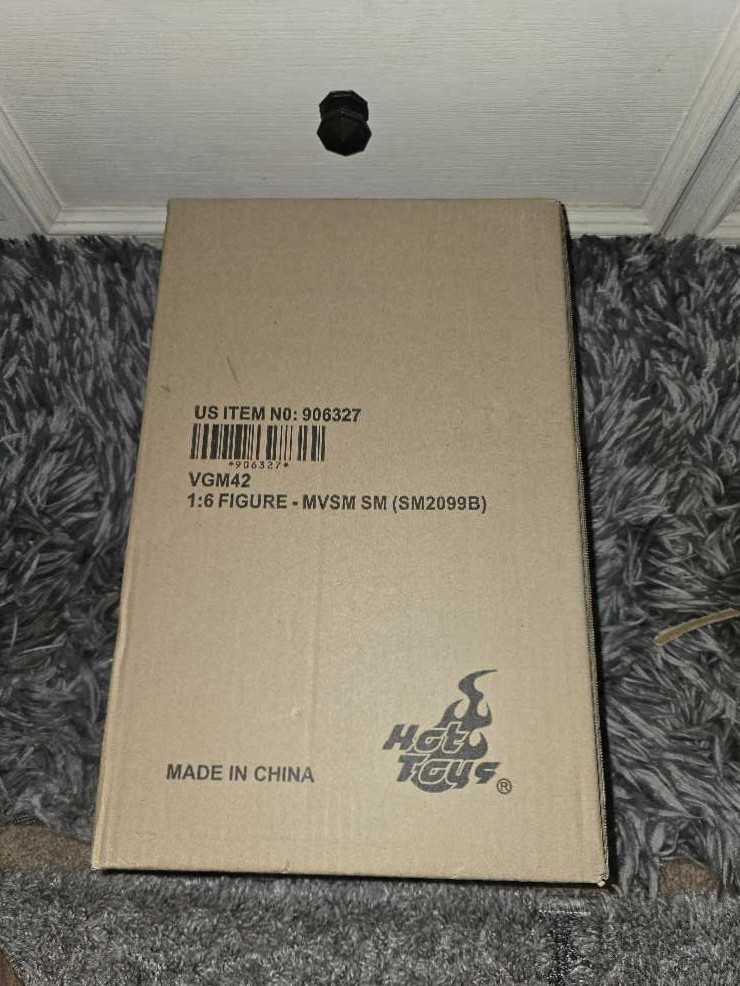 US ITEM N0: 906327
*906327*
VGM42
1:6 FIGURE - MVSM SM (SM2099B)
MADE IN CHINA
Hot
Toys
®